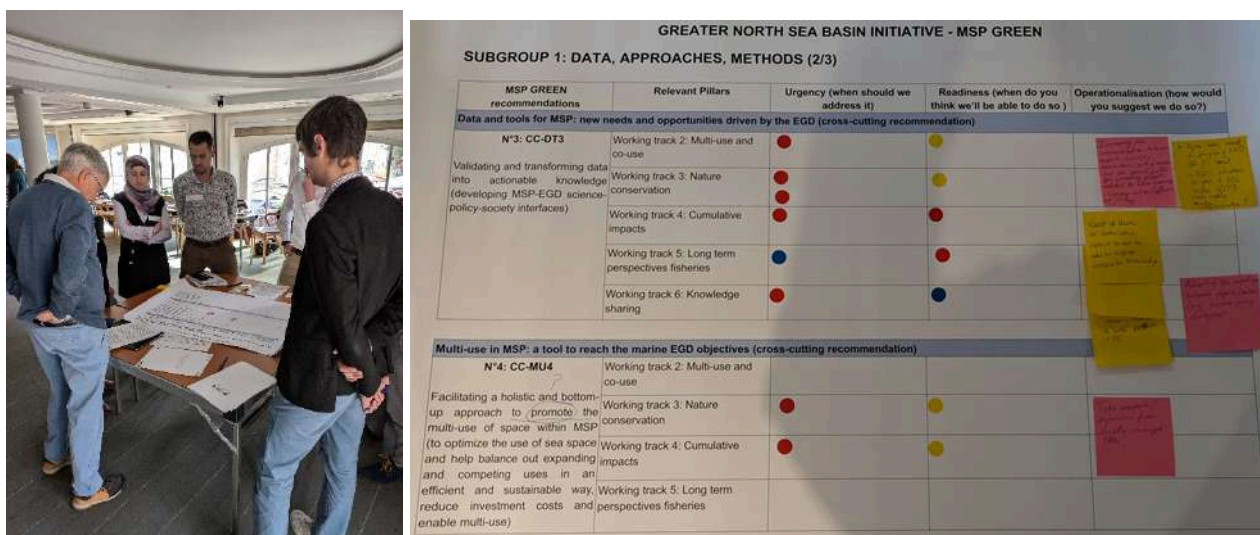 GREATER NORTH SEA BASIN INITIATIVE - MSP GREEN
SUBGROUP 1: DATA, APPROACHES, METHODS (2/3)
MSP GREEN
recommendations
Relevant Pillars
Urgency (when should we
address it)
Readiness (when do you
think we'll be able to do so )
Operationalisation (how would
you suggest we do so?)
Data and tools for MSP: new needs and opportunities driven by the EGD (cross-cutting recommendation)
N°3: CC-DT3
Validating and transforming data
into actionable knowledge
(developing MSP-EGD science-
policy-society interfaces)
Working track 2: Multi-use and
co-use
Working track 3: Nature
conservation
Working track 4: Cumulative
impacts
Working track 5: Long term
perspectives fisheries
Working track 6: Knowledge
sharing
Multi-use in MSP: a tool to reach the marine EGD objectives (cross-cutting recommendation)
N°4: CC-MU4
?
Facilitating a holistic and bottom-
up approach to promote the
multi-use of space within MSP
(to optimize the use of sea space
and help balance out expanding
and competing uses in an
efficient and sustainable way,
reduce investment costs and
enable multi-use)
Working track 2: Multi-use and
co-use
Working track 3: Nature
conservation
Working track 4: Cumulative
impacts
Working track 5: Long term
perspectives fisheries